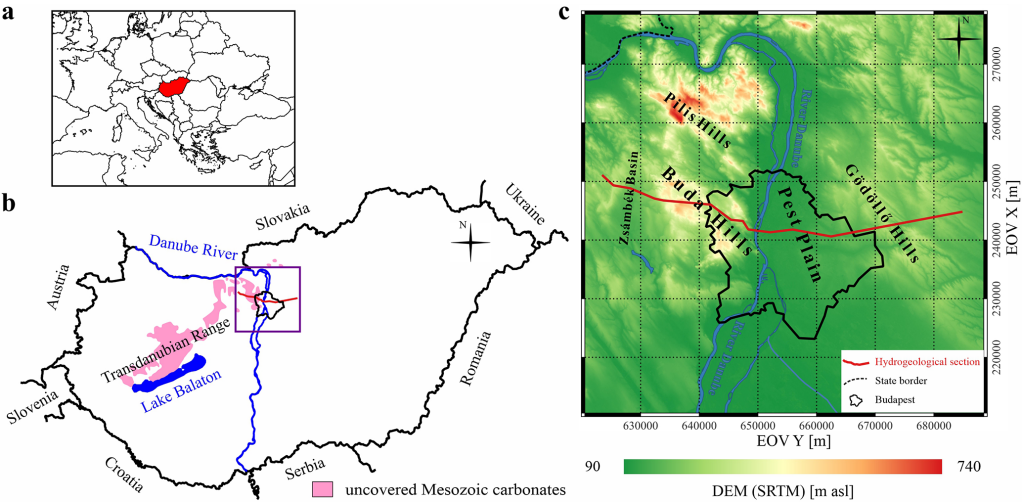 a
b
Slovakia
Ukraine
N
Danube River
Austria
Transdanubian Range
Lake Balaton
Romania
Slovenia
Croatia
Serbia
uncovered Mesozoic carbonates
c
N
Pilis Hills
River Danube
Zsámbék Basin
Buda Hills
Pest Plain
Gödöllő Hills
River Danube
270000
260000
250000
240000
230000
220000
EOV X [m]
Hydrogeological section
State border
Budapest
630000 640000 650000 660000 670000 680000
EOV Y [m]
90 740
DEM (SRTM) [m asl]